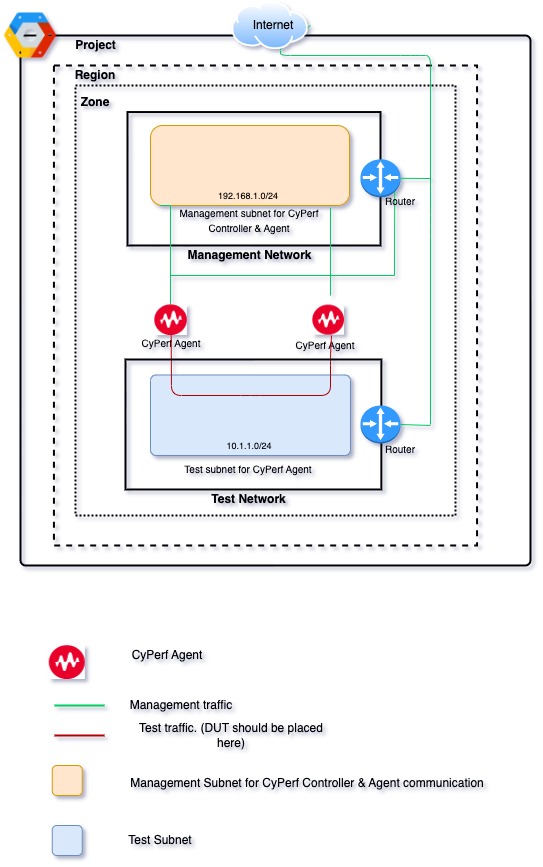 Internet
Project
Region
Zone
192.168.1.0/24
Management subnet for CyPerf
Controller & Agent
Router
Management Network
CyPerf Agent
CyPerf Agent
10.1.1.0/24
Router
Test subnet for CyPerf Agent
Test Network
CyPerf Agent
Management traffic
Test traffic. (DUT should be placed
here)
Management Subnet for CyPerf Controller & Agent communication
Test Subnet